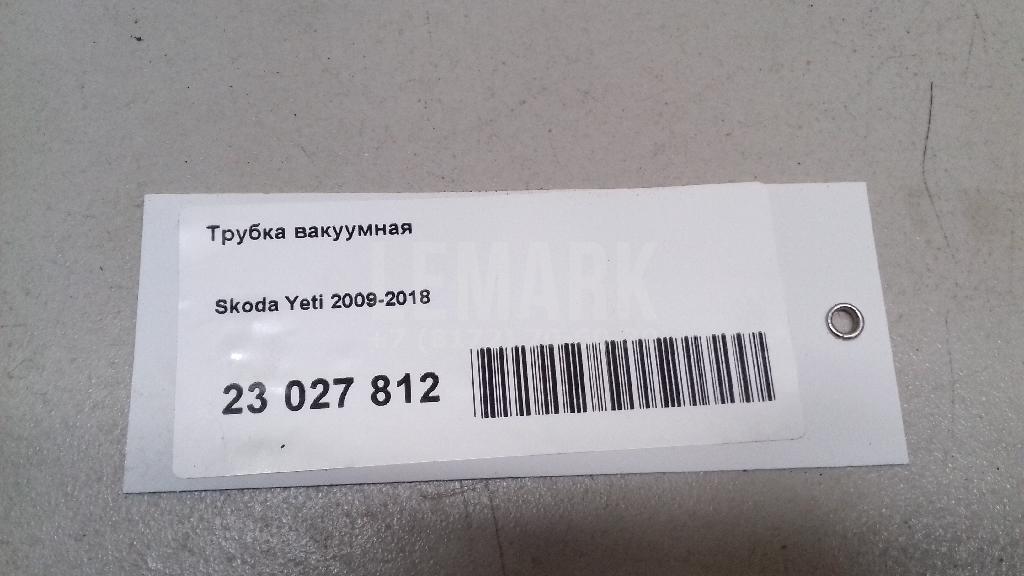 Трубка вакуумная
LEMARK
Skoda Yeti 2009-2018
23 027 812